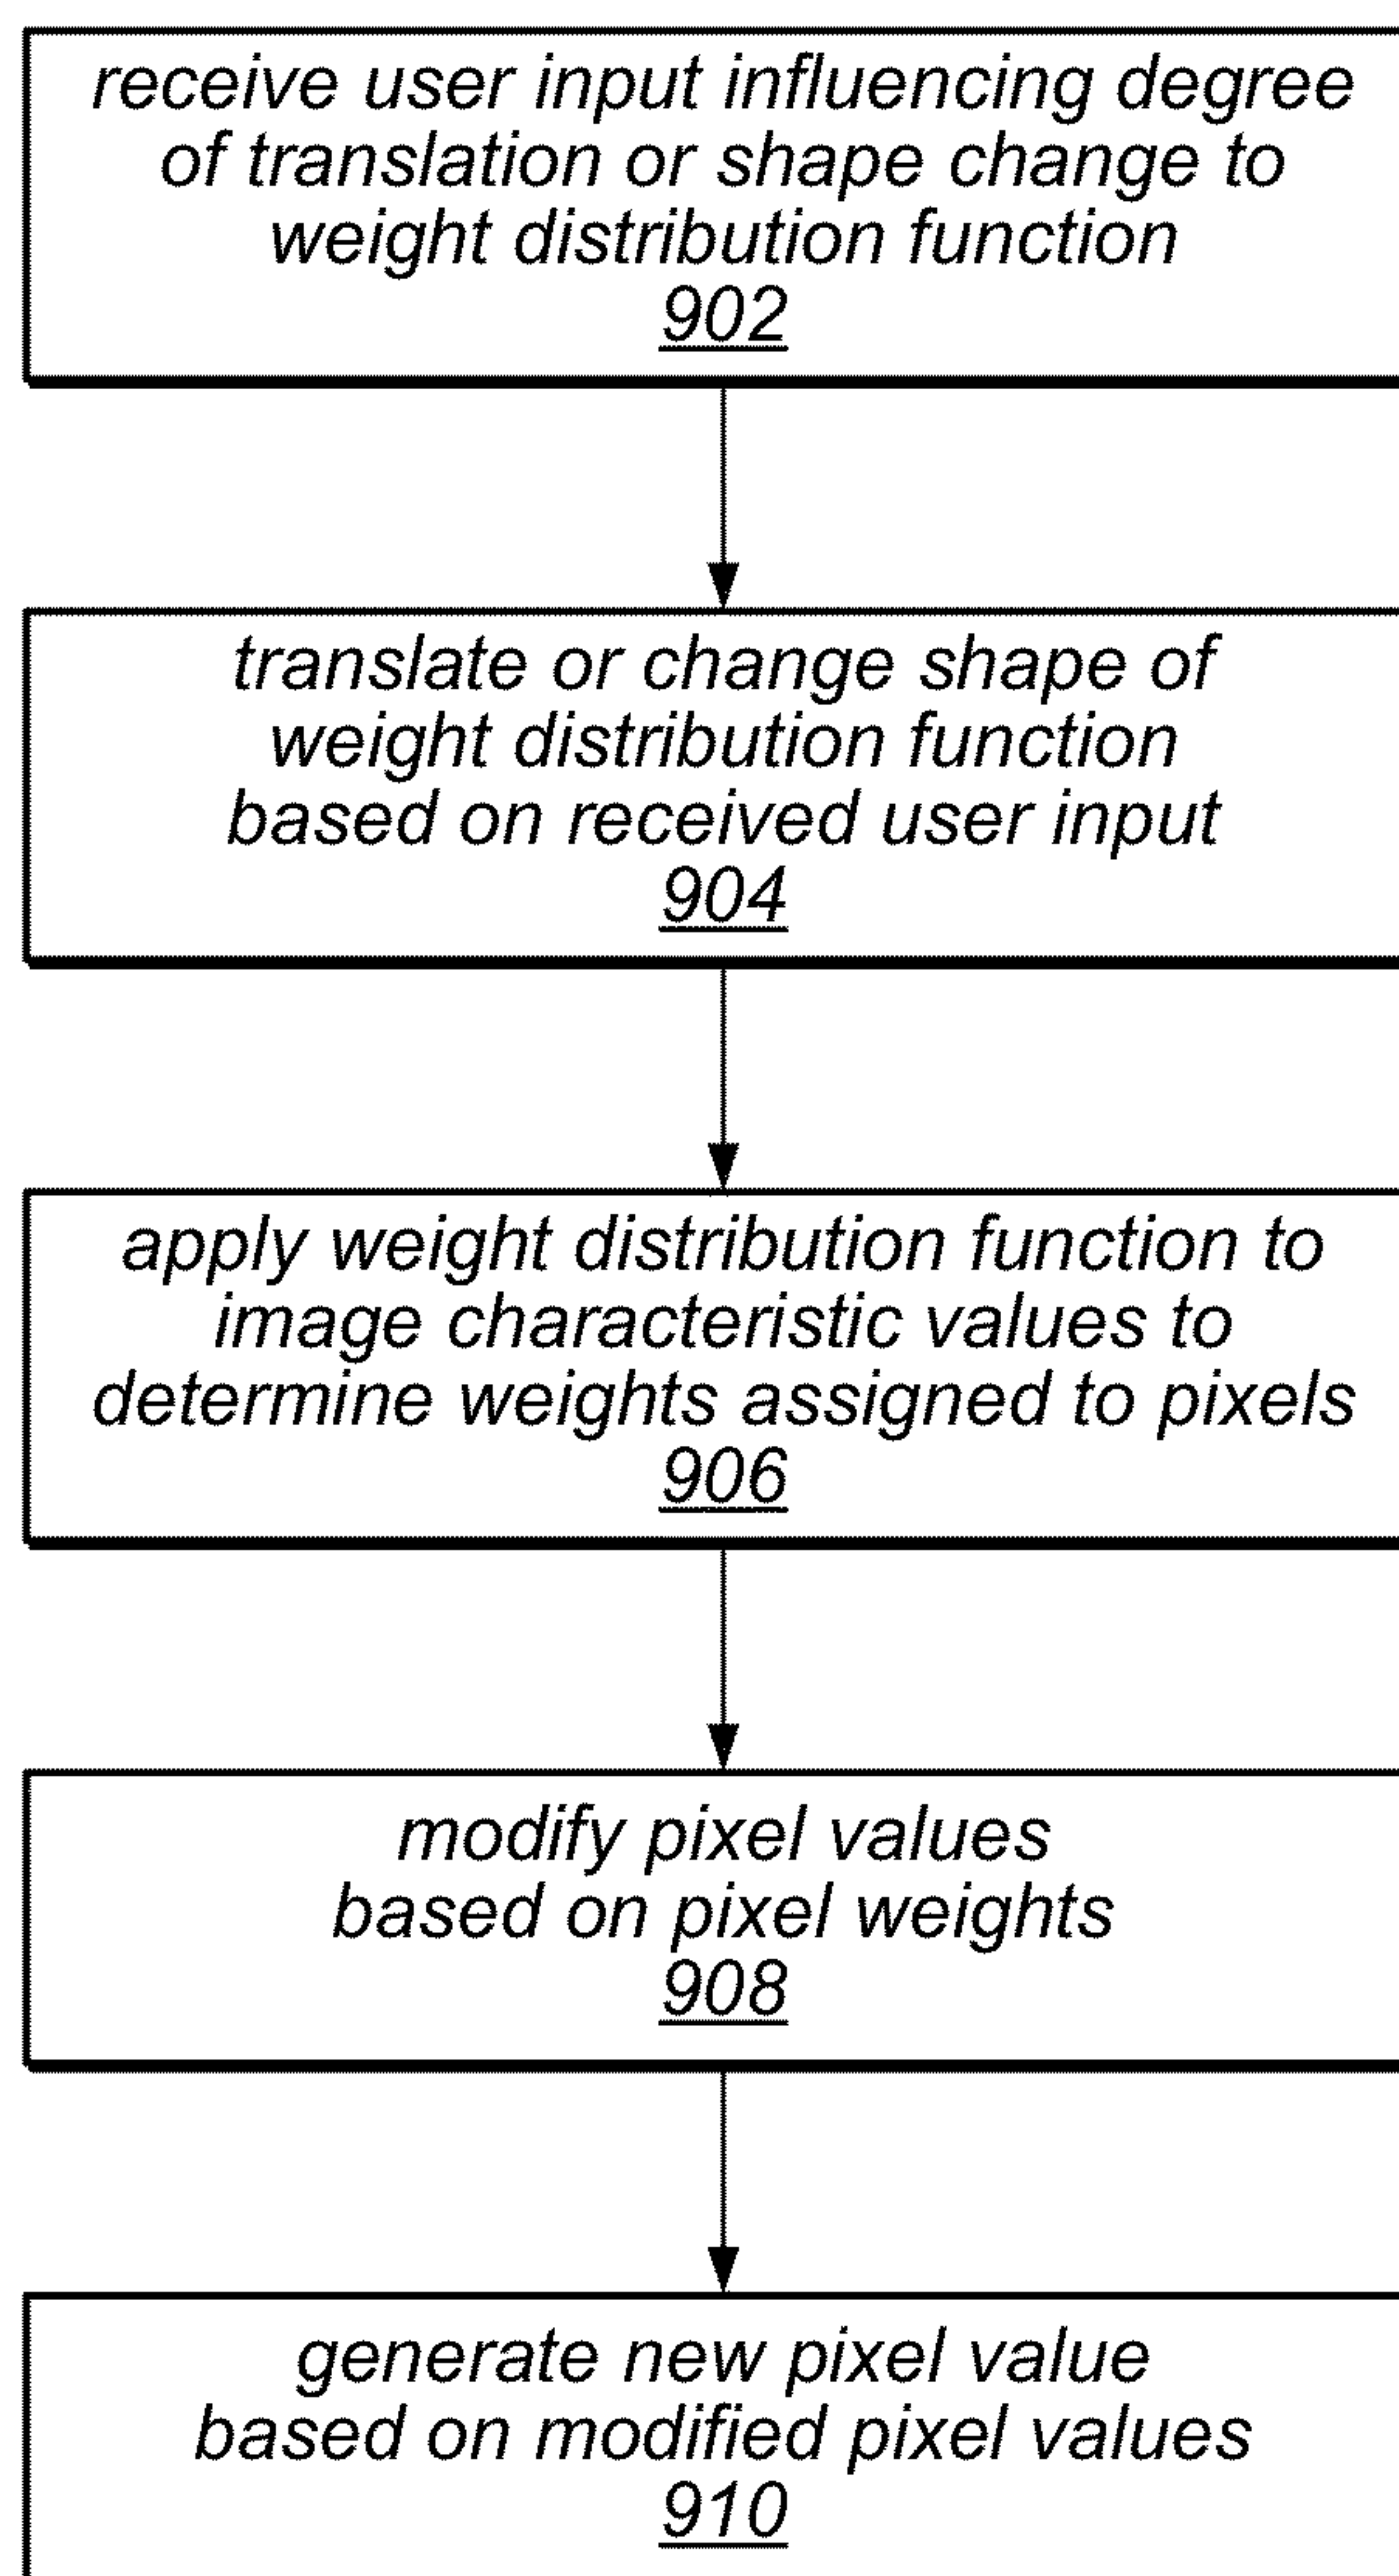 receive user input influencing degree
of translation or shape change to
weight distribution function
902
translate or change shape of
weight distribution function
based on received user input
904
apply weight distribution function to
image characteristic values to
determine weights assigned to pixels
906
modify pixel values
based on pixel weights
908
generate new pixel value
based on modified pixel values
910